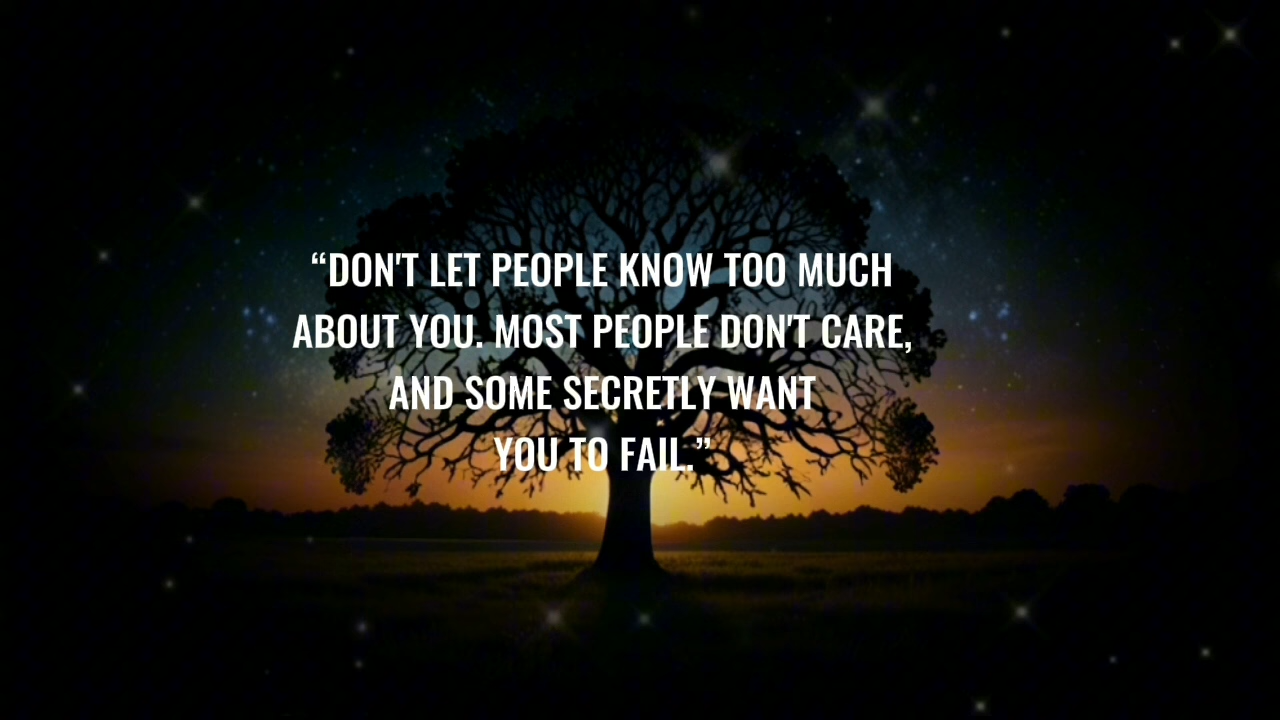 “DON'T LET PEOPLE KNOW TOO MUCH
ABOUT YOU. MOST PEOPLE DON'T CARE,
AND SOME SECRETLY WANT
YOU TO FAIL.”